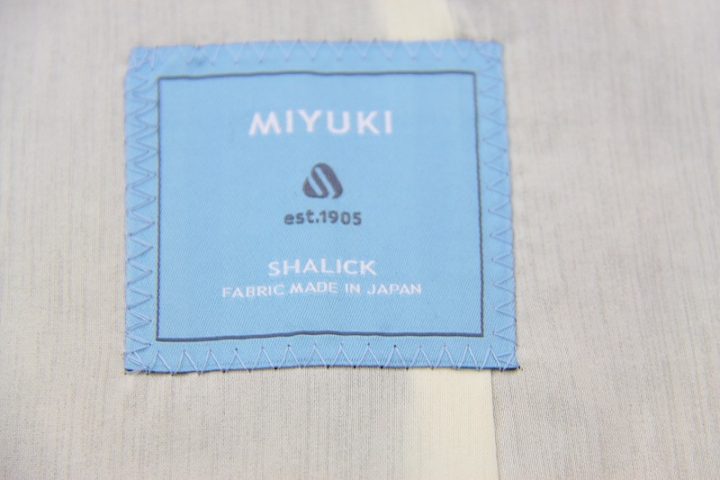 MIYUKI
est.1905
SHALICK
FABRIC MADE IN JAPAN